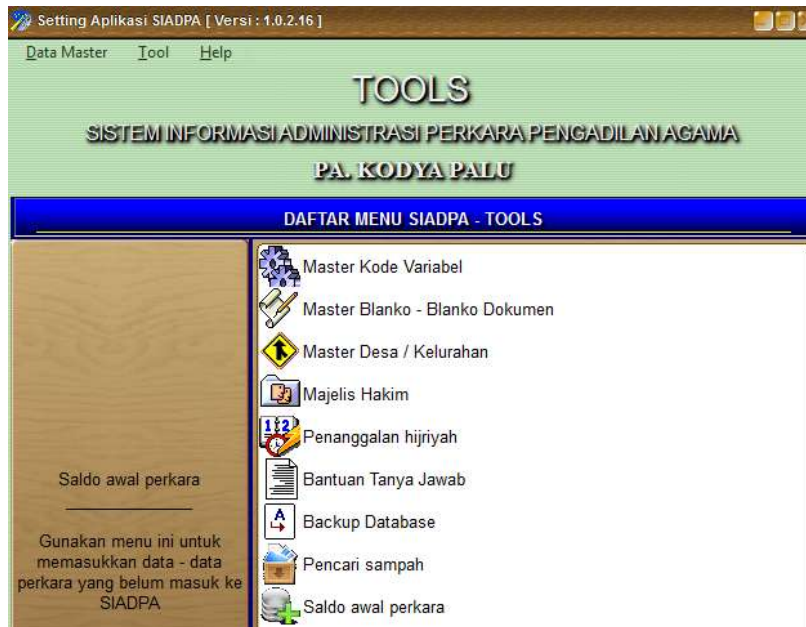 Setting Aplikasi SIADPA [ Versi : 1.0.2.16 ]
Data Master Tool Help
TOOLS
SISTEM INFORMASI ADMINISTRASI PERKARA PENGADILAN AGAMA
PA. KODYA PALU
DAFTAR MENU SIADPA - TOOLS
Master Kode Variabel
Master Blanko - Blanko Dokumen
Master Desa / Kelurahan
Majelis Hakim
Penanggalan hijriyah
Bantuan Tanya Jawab
Backup Database
Pencari sampah
Saldo awal perkara
Saldo awal perkara
Gunakan menu ini untuk
memasukkan data - data
perkara yang belum masuk ke
SIADPA